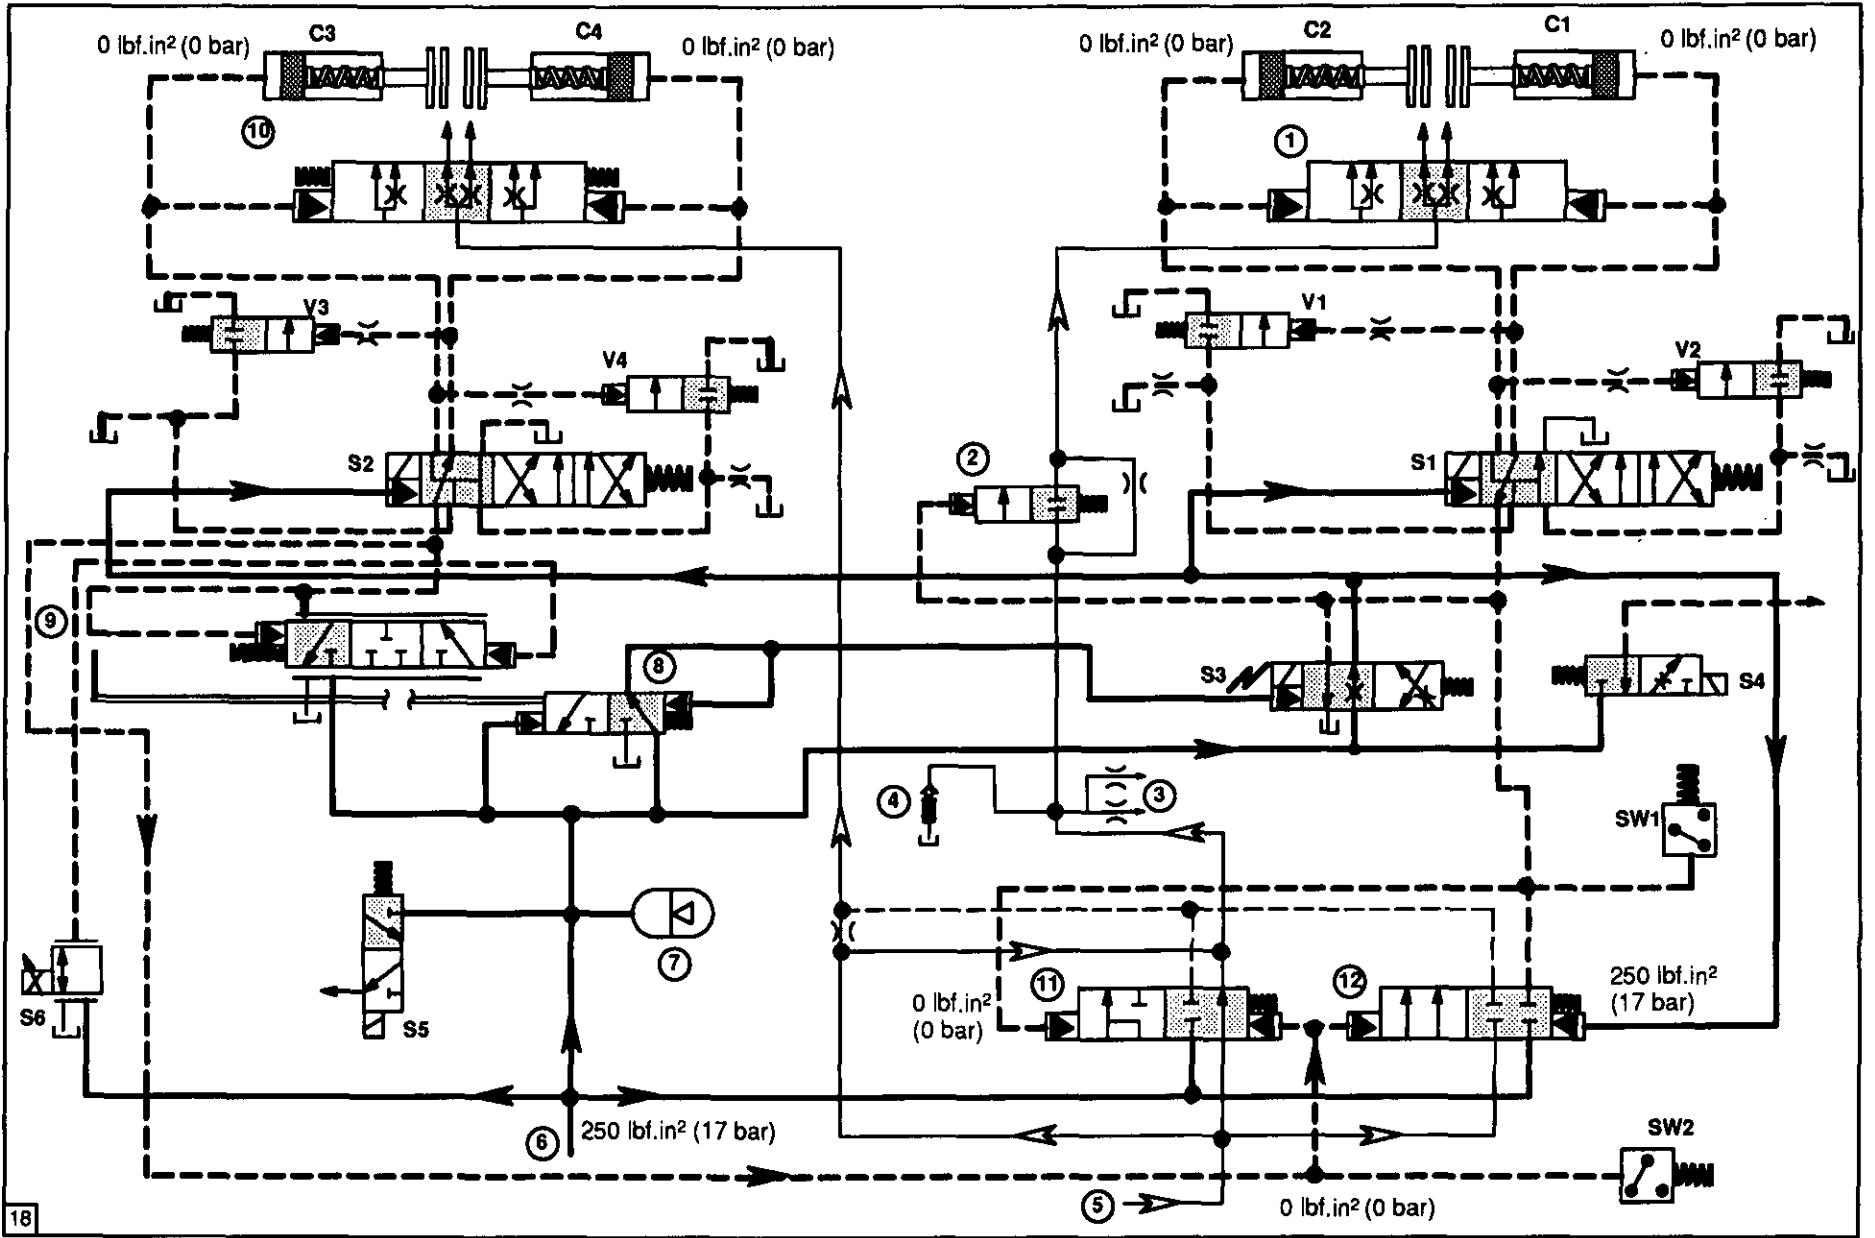 0 lbf.in² (0 bar)
C3
C4
0 lbf.in² (0 bar)
0 lbf.in² (0 bar)
C2
C1
0 lbf.in² (0 bar)
10
1
V3
V4
V1
V2
S2
2
S1
9
8
S3
S4
4
3
SW1
7
S6
S5
0 lbf.in²
(0 bar)
11
12
250 lbf.in²
(17 bar)
6
250 lbf.in² (17 bar)
SW2
5
0 lbf.in² (0 bar)
18